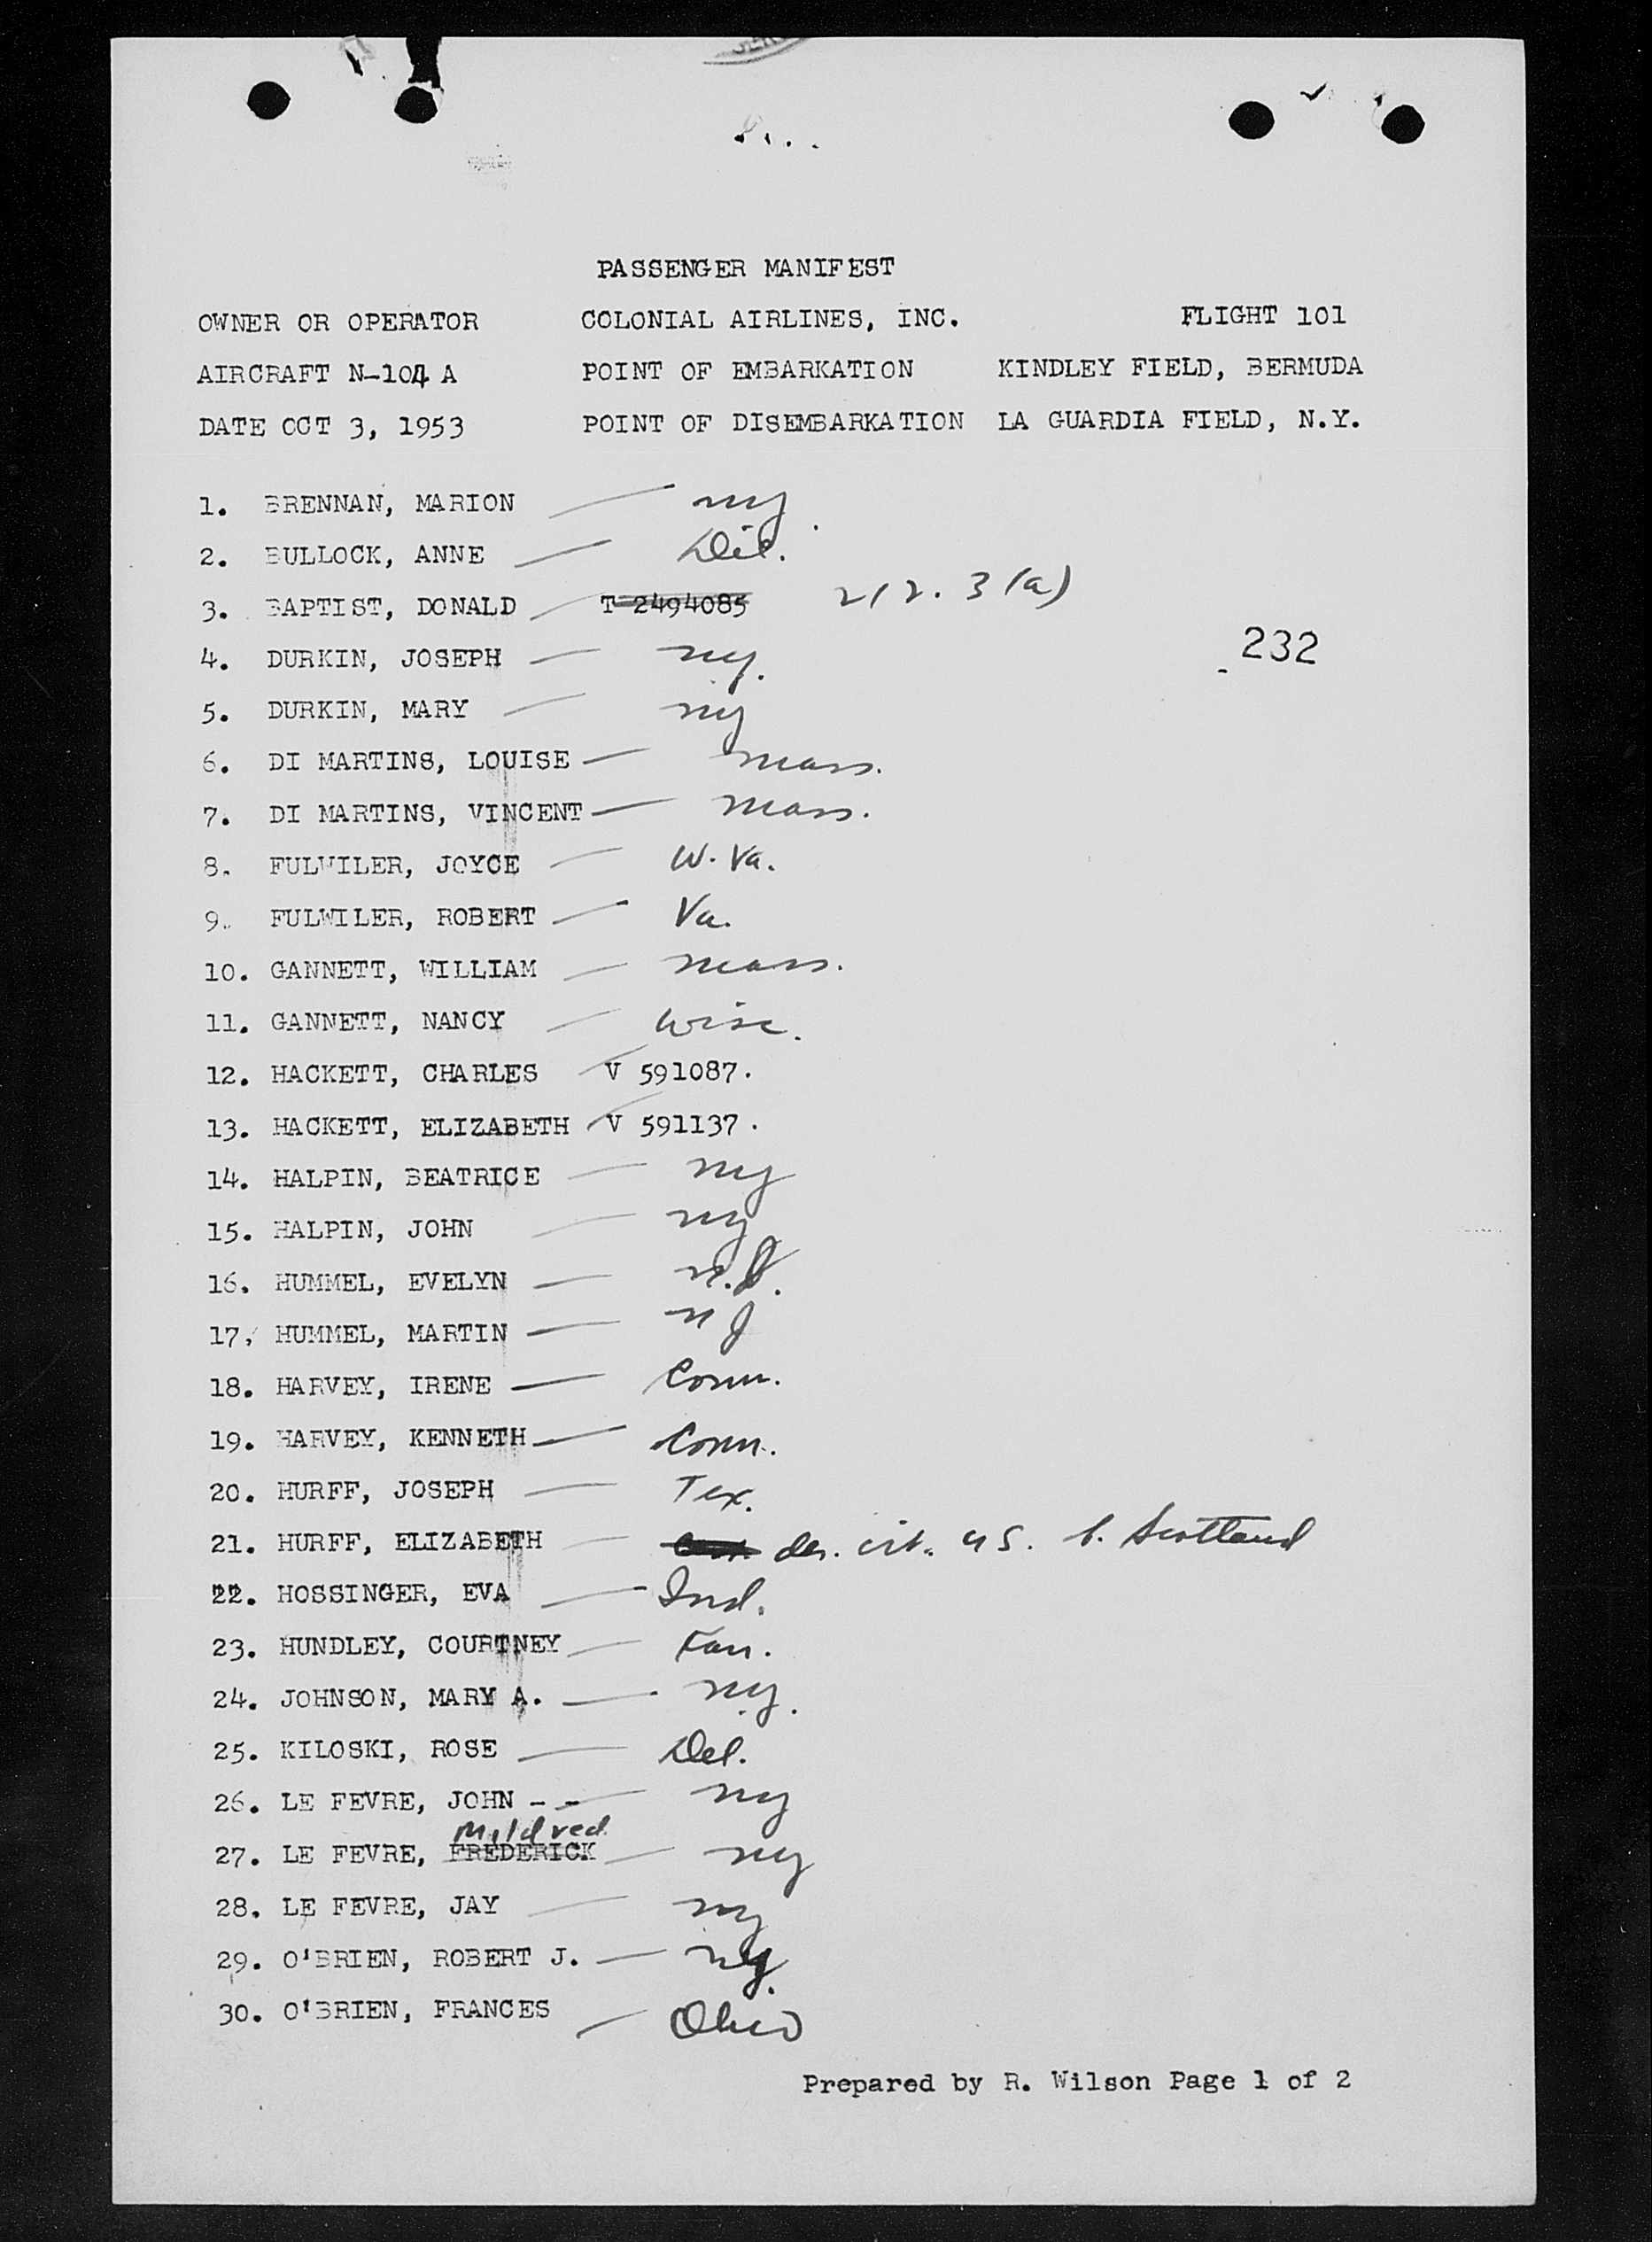 PASSENGER MANIFEST
OWNER OR OPERATOR COLONIAL AIRLINES, INC. FLIGHT 101
AIRCRAFT N-104 A POINT OF EMBARKATION KINDLEY FIELD, BERMUDA
DATE OCT 3, 1953 POINT OF DISEMBARKATION LA GUARDIA FIELD, N.Y.
1. BRENNAN, MARION — ny
2. BULLOCK, ANNE — Del.
3. BAPTIST, DONALD — T 2494085 212.3(a)
232
4. DURKIN, JOSEPH — ny.
5. DURKIN, MARY — ny
6. DI MARTINS, LOUISE — mass.
7. DI MARTINS, VINCENT — mass.
8. FULWILER, JOYCE — W. Va.
9. FULWILER, ROBERT — Va.
10. GANNETT, WILLIAM — mass.
11. GANNETT, NANCY — Wisc.
12. HACKETT, CHARLES V 591087.
13. HACKETT, ELIZABETH V 591137.
14. HALPIN, BEATRICE — ny
15. HALPIN, JOHN — ny
16. HUMMEL, EVELYN — n.J.
17. HUMMEL, MARTIN — n J
18. HARVEY, IRENE — Conn.
19. HARVEY, KENNETH — Conn.
20. HURFF, JOSEPH — Tex.
21. HURFF, ELIZABETH — der. cit. U S. b. Scotland
22. HOSSINGER, EVA — Ind.
23. HUNDLEY, COURTNEY — Kan.
24. JOHNSON, MARY A. — ny.
25. KILOSKI, ROSE — Del.
26. LE FEVRE, JOHN - - ny
Mildred
27. LE FEVRE, FREDERICK — ny
28. LE FEVRE, JAY — ny
29. O'BRIEN, ROBERT J. — ny.
30. O'BRIEN, FRANCES — Ohio
Prepared by R. Wilson Page 1 of 2